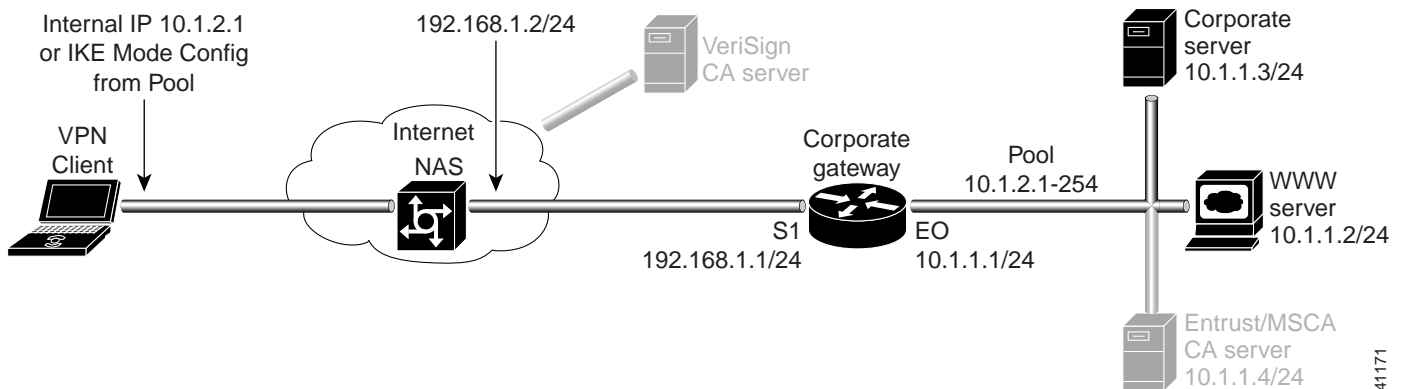 Internal IP 10.1.2.1
or IKE Mode Config
from Pool
192.168.1.2/24
VeriSign
CA server
Corporate
server
10.1.1.3/24
VPN
Client
Internet
NAS
Corporate
gateway
Pool
10.1.2.1-254
WWW
server
10.1.1.2/24
S1
EO
192.168.1.1/24
10.1.1.1/24
Entrust/MSCA
CA server
10.1.1.4/24
41171